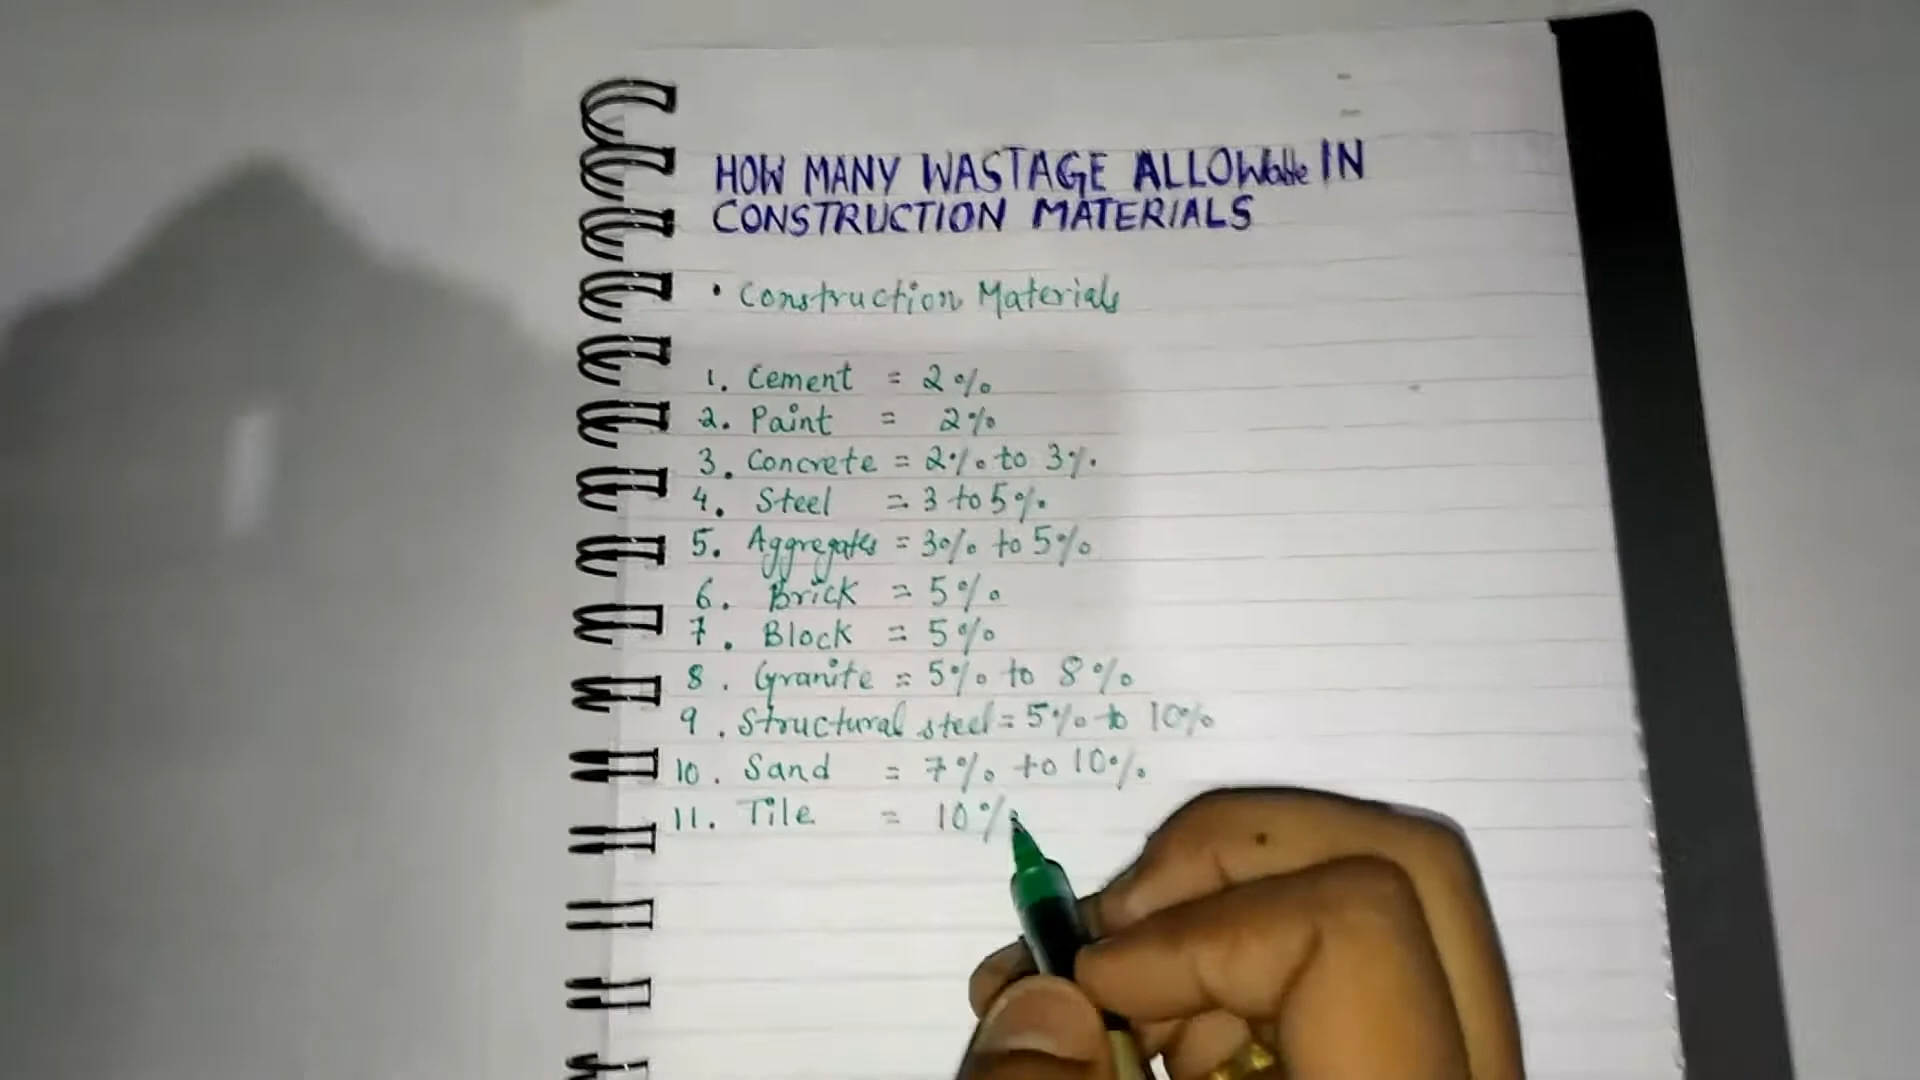 HOW MANY WASTAGE ALLOWable IN
CONSTRUCTION MATERIALS
• Construction Materials
1. Cement = 2%
2. Paint = 2%
3. Concrete = 2% to 3%
4. Steel = 3 to 5%
5. Aggregates = 3% to 5%
6. Brick = 5%
7. Block = 5%
8. Granite = 5% to 8%
9. Structural steel = 5% to 10%
10. Sand = 7% to 10%
11. Tile = 10%